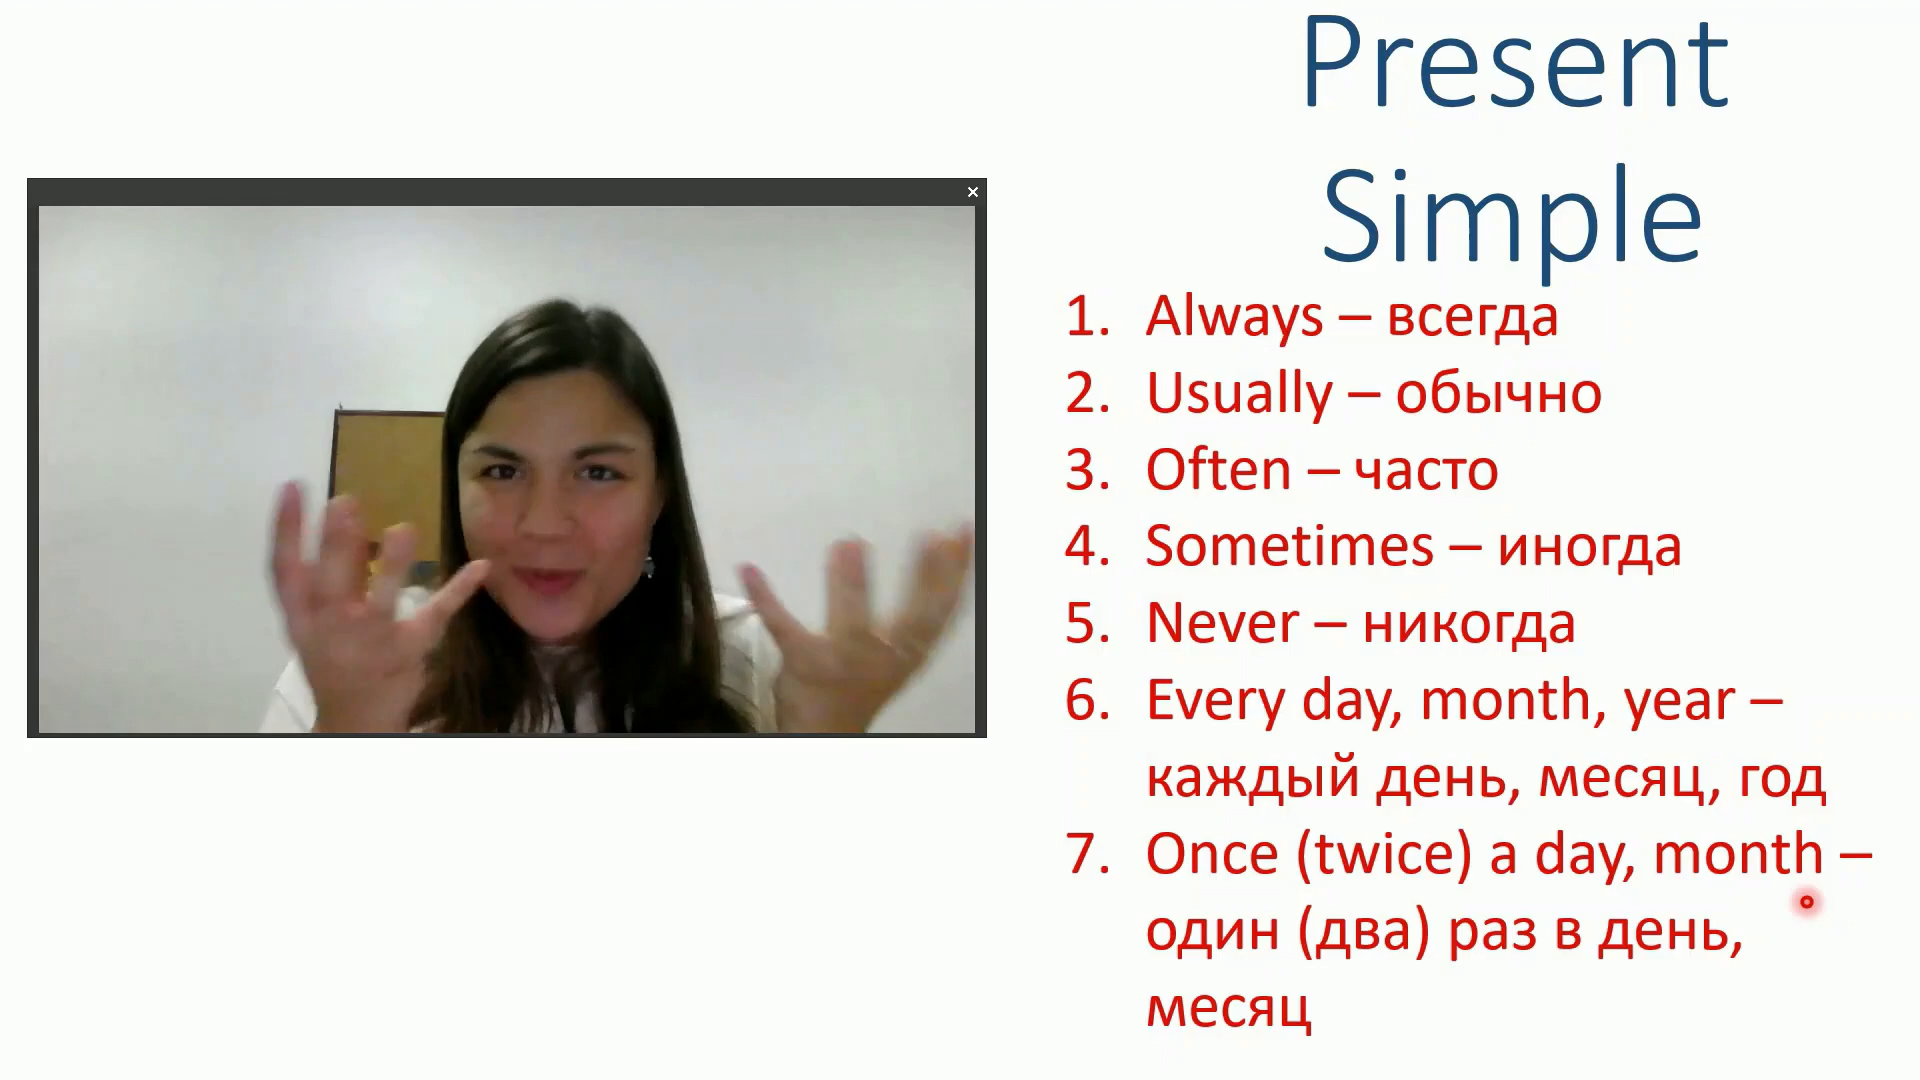 Present
Simple
1. Always – всегда
2. Usually – обычно
3. Often – часто
4. Sometimes – иногда
5. Never – никогда
6. Every day, month, year –
каждый день, месяц, год
7. Once (twice) a day, month –
один (два) раз в день,
месяц